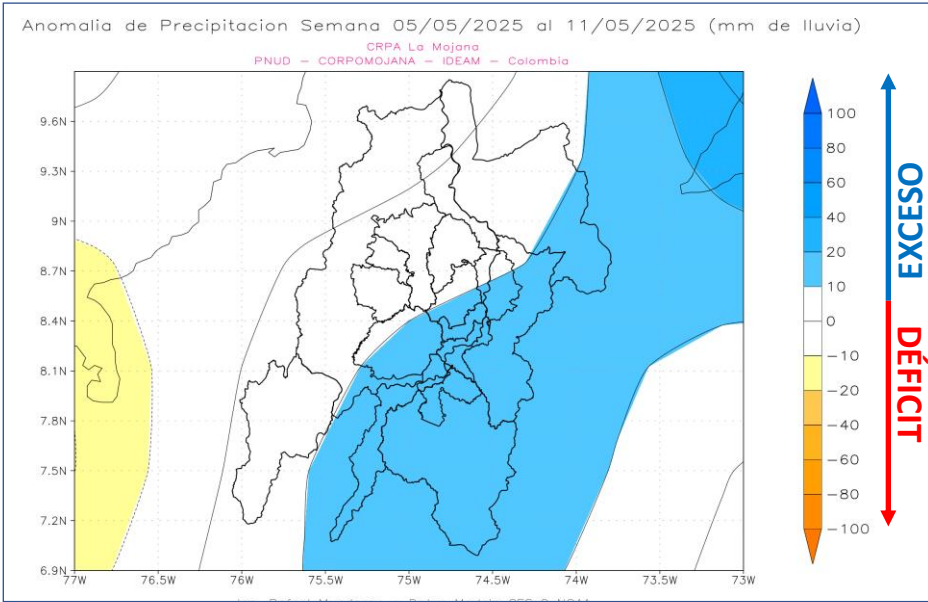 Anomalia de Precipitacion Semana 05/05/2025 al 11/05/2025 (mm de lluvia)
CRPA La Mojana
PNUD – CORPOMOJANA – IDEAM – Colombia
9.6N
9.3N
9N
8.7N
8.4N
8.1N
7.8N
7.5N
7.2N
6.9N
77W 76.5W 76W 75.5W 75W 74.5W 74W 73.5W 73W
100
80
60
40
20
10
0
−10
−20
−40
−60
−80
−100
EXCESO
DÉFICIT